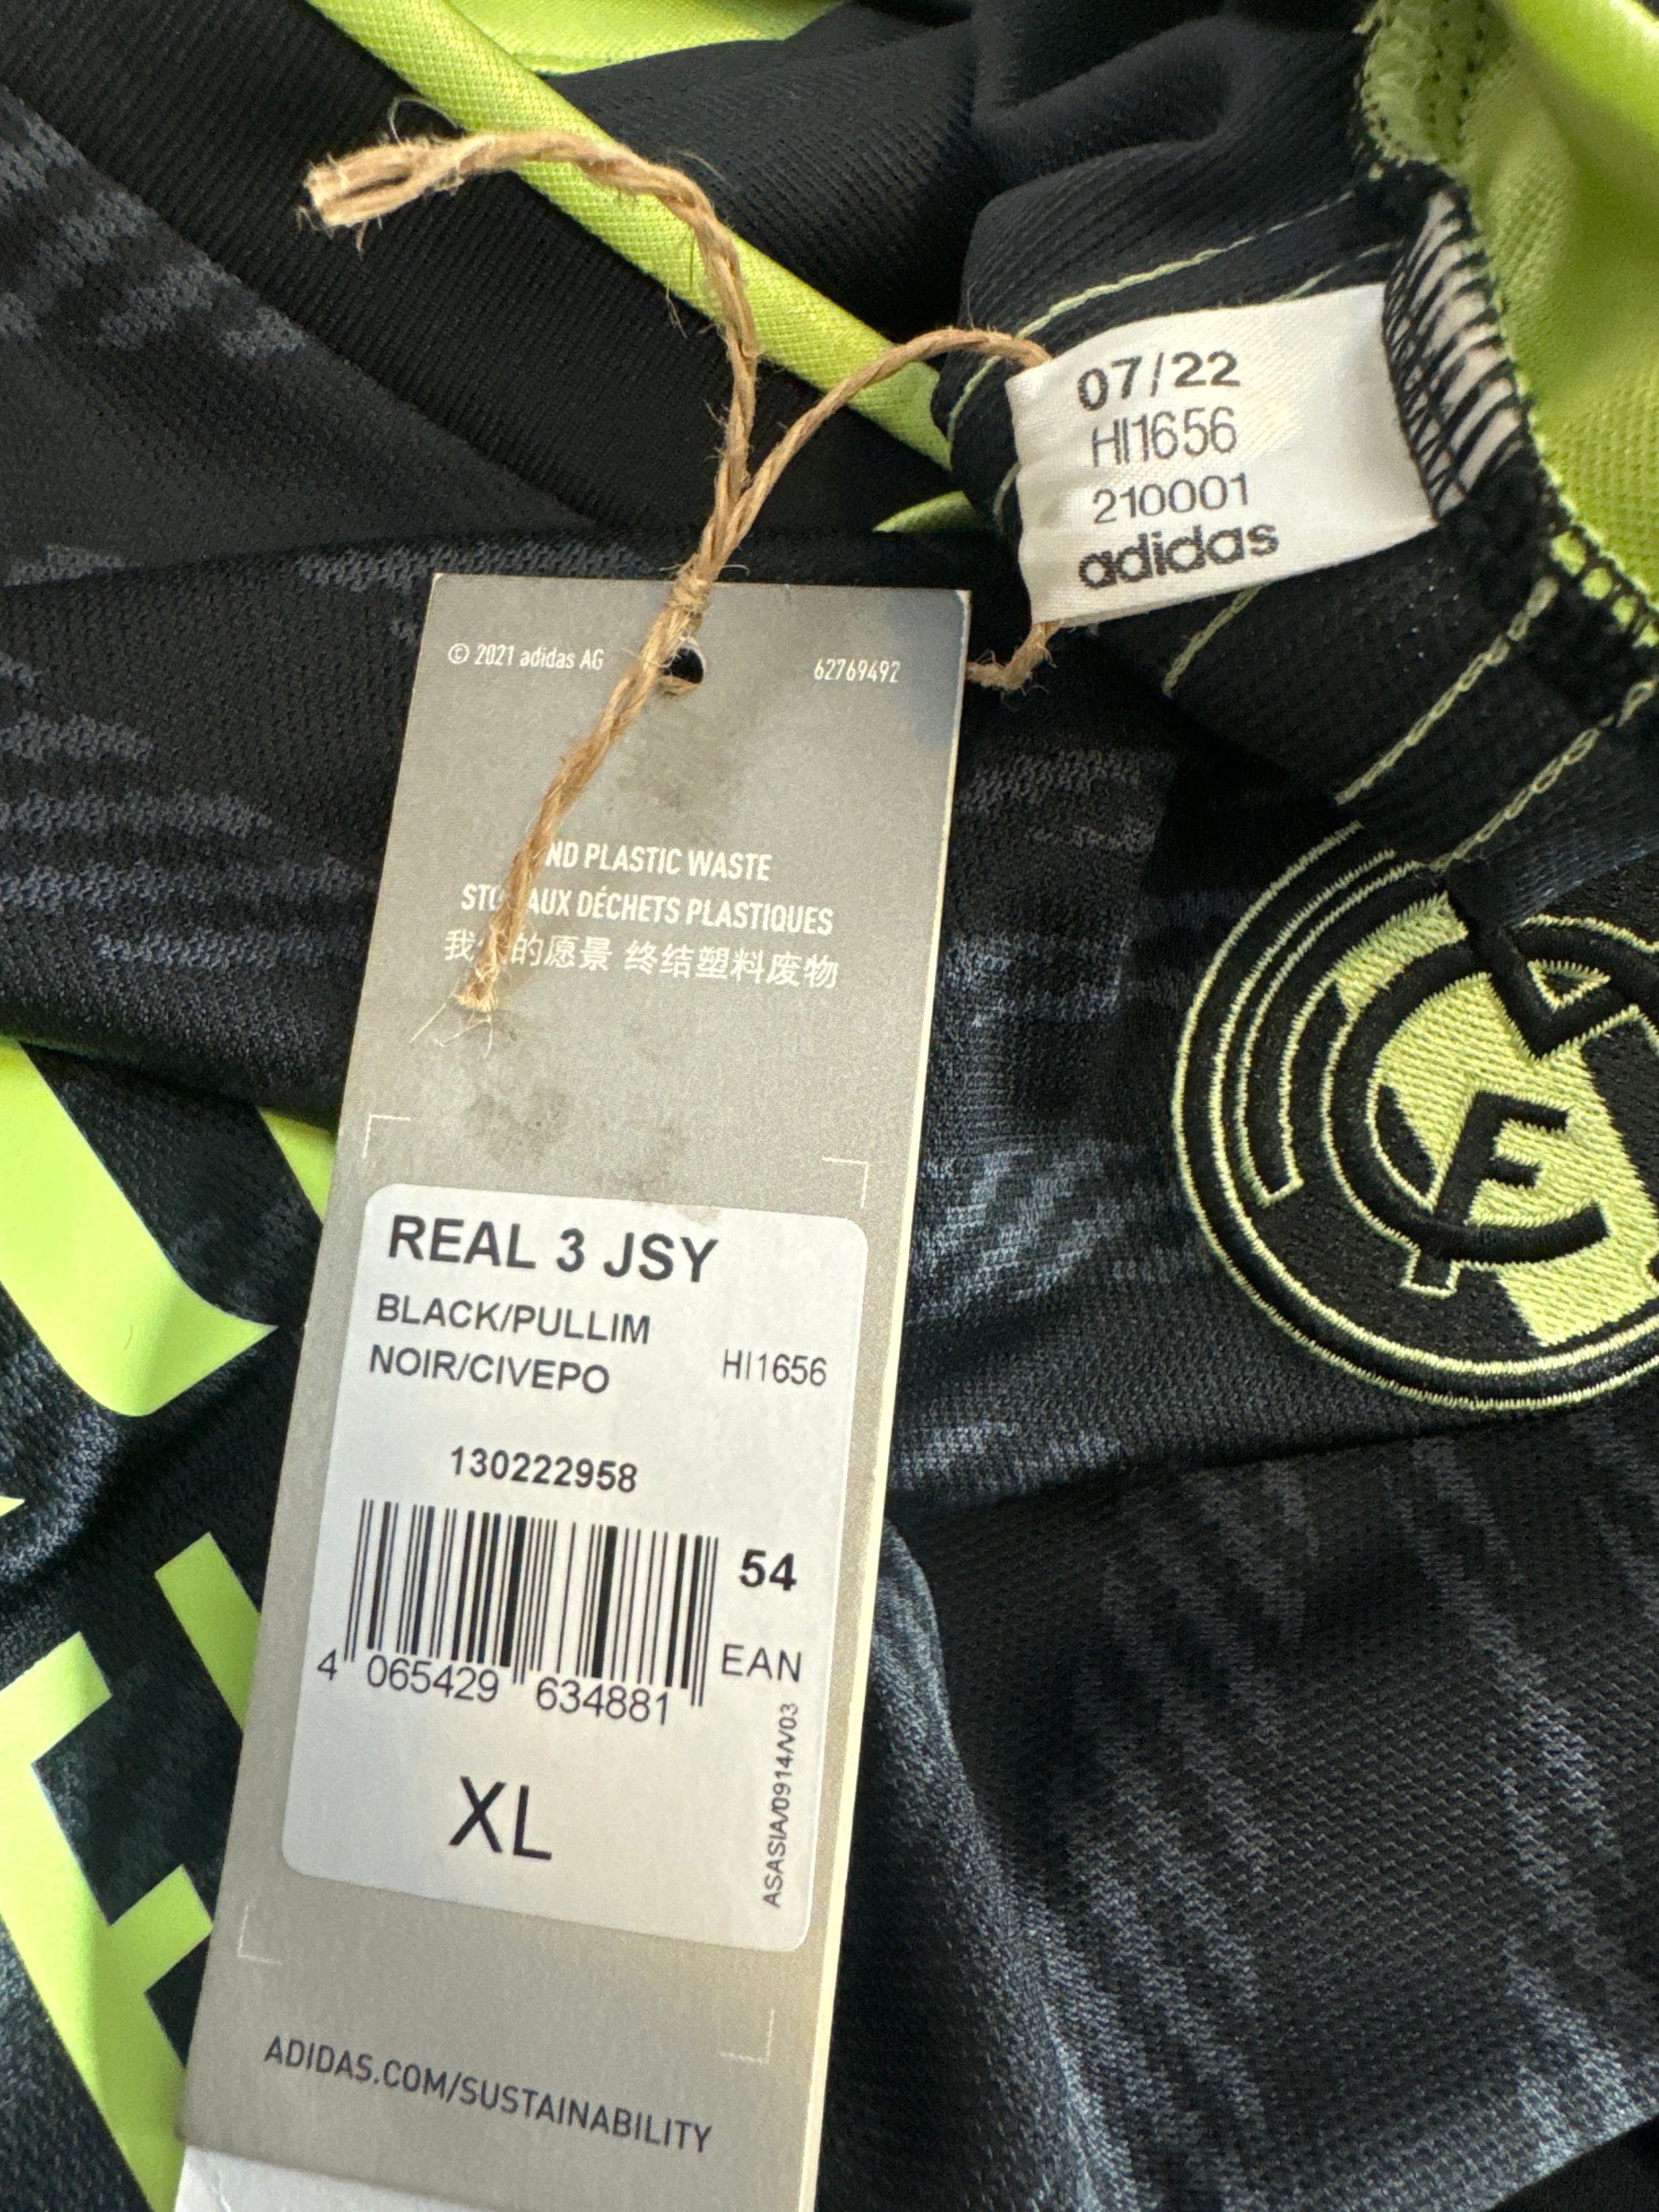 07/22
HI1656
210001
adidas
© 2021 adidas AG
62769492
PLASTIC WASTE
AUX DÉCHETS PLASTIQUES
的愿景 终结塑料废物
REAL 3 JSY
BLACK/PULLIM
NOIR/CIVEPO
HI1656
130222958
54
EAN
4 065429 634881
XL
ASASIA/0914/V03
ADIDAS.COM/SUSTAINABILITY